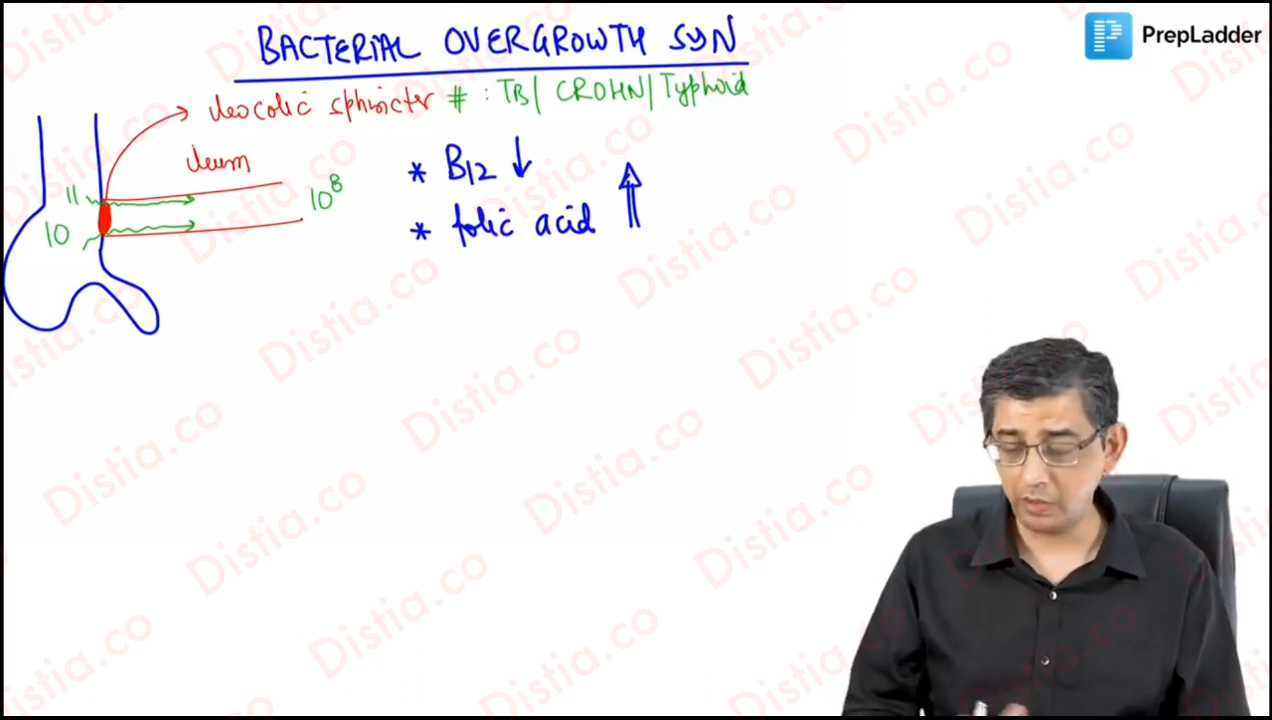 BACTERIAL OVERGROWTH SYN
PrepLadder
Ileocolic sphincter # : TB/ CROHN/ Typhoid
Ileum
* B12 ↓
* folic acid ⇑
11
10
10^8
Distia.co